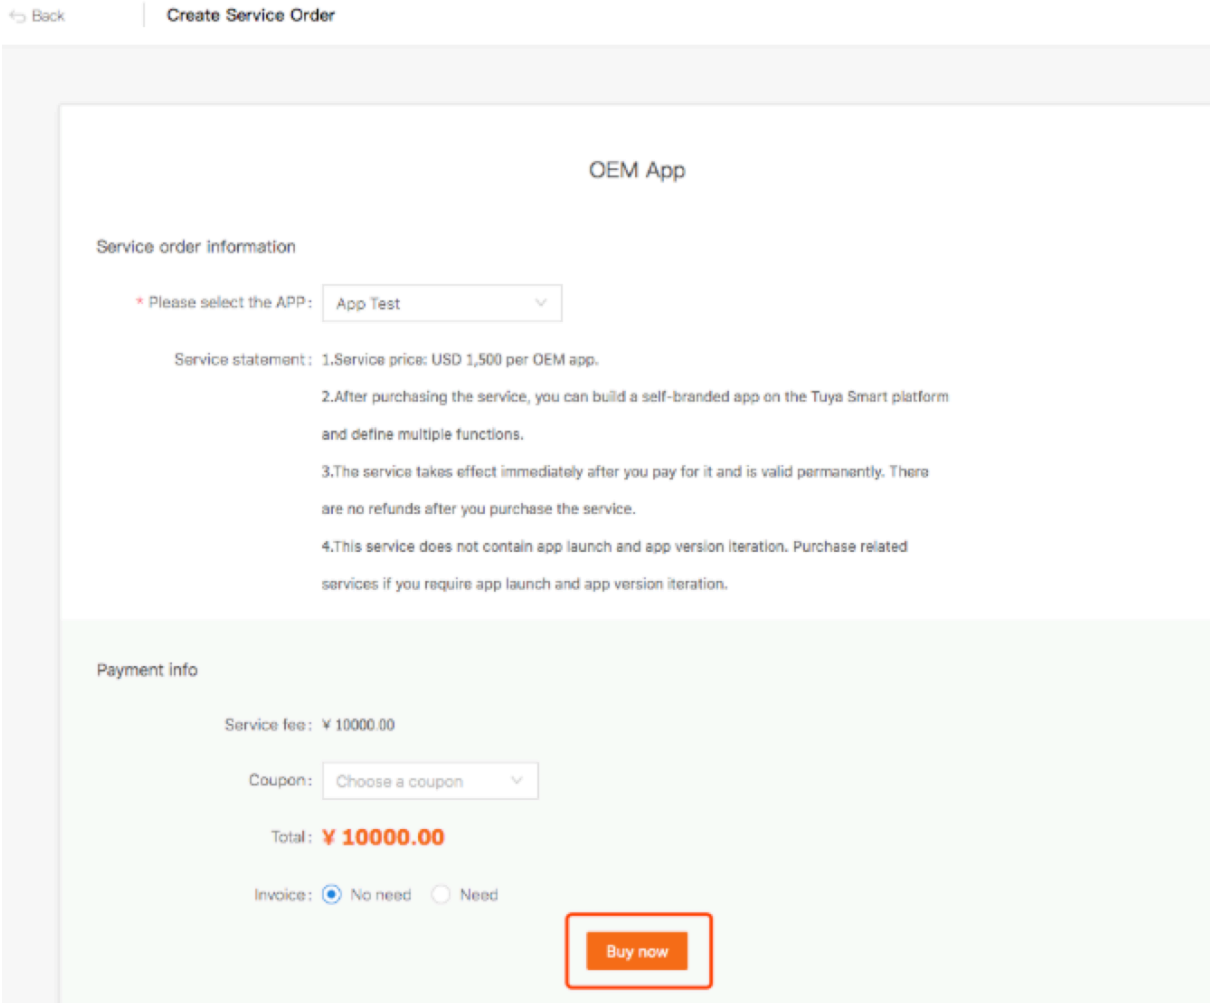 Back
Create Service Order
OEM App
Service order information
* Please select the APP: App Test
Service statement: 1.Service price: USD 1,500 per OEM app.
2.After purchasing the service, you can build a self-branded app on the Tuya Smart platform
and define multiple functions.
3.The service takes effect immediately after you pay for it and is valid permanently. There
are no refunds after you purchase the service.
4.This service does not contain app launch and app version iteration. Purchase related
services if you require app launch and app version iteration.
Payment info
Service fee: ¥ 10000.00
Coupon: Choose a coupon
Total: ¥ 10000.00
Invoice: No need Need
Buy now